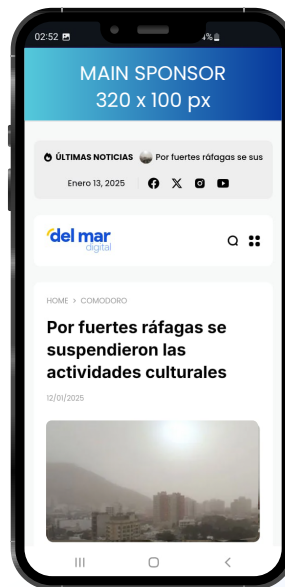 02:52
4%
MAIN SPONSOR
320 x 100 px
ÚLTIMAS NOTICIAS Por fuertes ráfagas se sus
Enero 13, 2025
del mar
digital
HOME > COMODORO
Por fuertes ráfagas se
suspendieron las
actividades culturales
12/01/2025